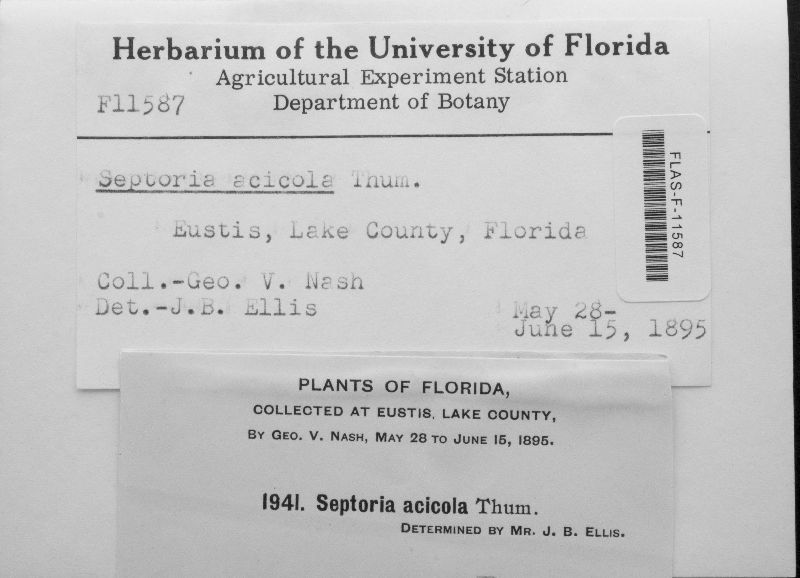 Herbarium of the University of Florida
Agricultural Experiment Station
F11587
Department of Botany
FLAS-F-11587
Septoria acicola Thum.
Eustis, Lake County, Florida
Coll.-Geo. V. Nash
Det.-J.B. Ellis
May 28-
June 15, 1895
PLANTS OF FLORIDA,
COLLECTED AT EUSTIS, LAKE COUNTY,
BY GEO. V. NASH, MAY 28 TO JUNE 15, 1895.
1941. Septoria acicola Thum.
DETERMINED BY MR. J. B. ELLIS.